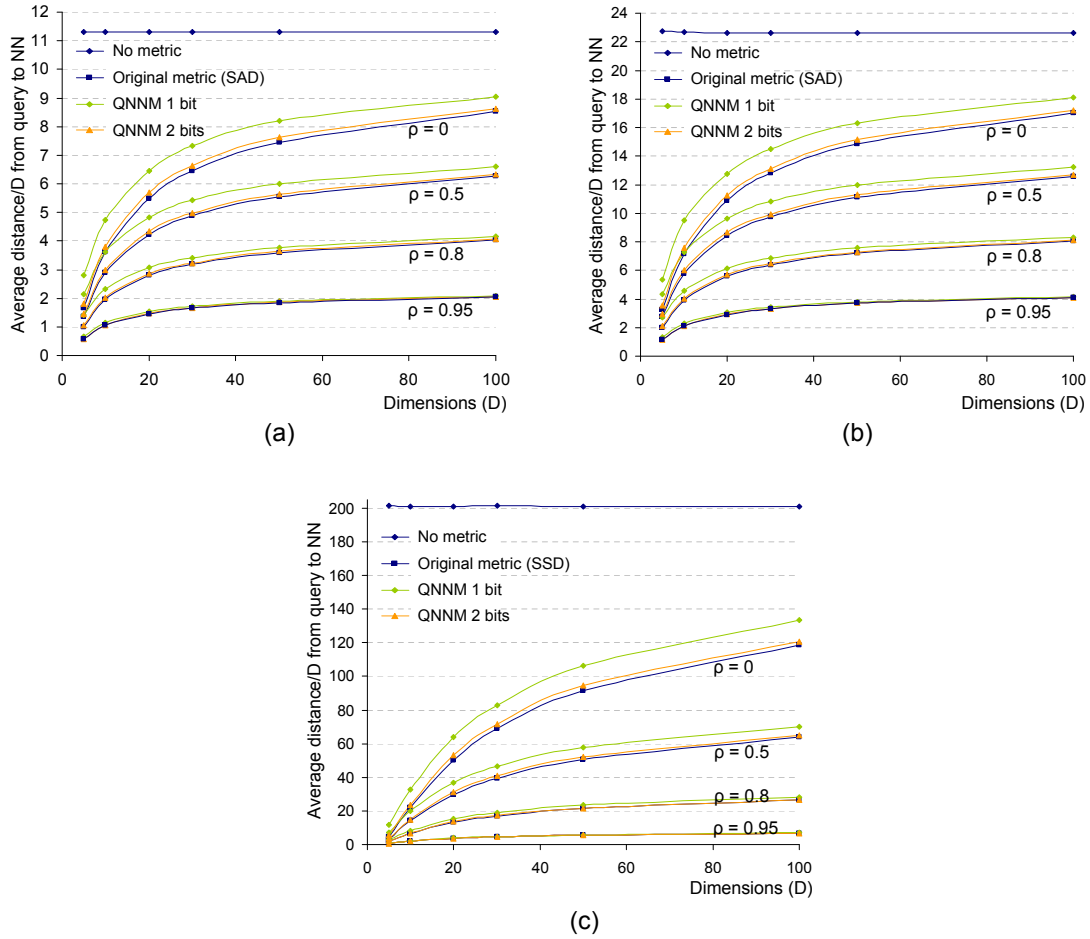 Average distance/D from query to NN
12
11
10
9
8
7
6
5
4
3
2
1
0
No metric
Original metric (SAD)
QNNM 1 bit
QNNM 2 bits
ρ = 0
ρ = 0.5
ρ = 0.8
ρ = 0.95
0 20 40 60 80 100
Dimensions (D)
(a)
Average distance/D from query to NN
24
22
20
18
16
14
12
10
8
6
4
2
0
No metric
Original metric (SAD)
QNNM 1 bit
QNNM 2 bits
ρ = 0
ρ = 0.5
ρ = 0.8
ρ = 0.95
0 20 40 60 80 100
Dimensions (D)
(b)
Average distance/D from query to NN
200
180
160
140
120
100
80
60
40
20
0
No metric
Original metric (SSD)
QNNM 1 bit
QNNM 2 bits
ρ = 0
ρ = 0.5
ρ = 0.8
ρ = 0.95
0 20 40 60 80 100
Dimensions (D)
(c)